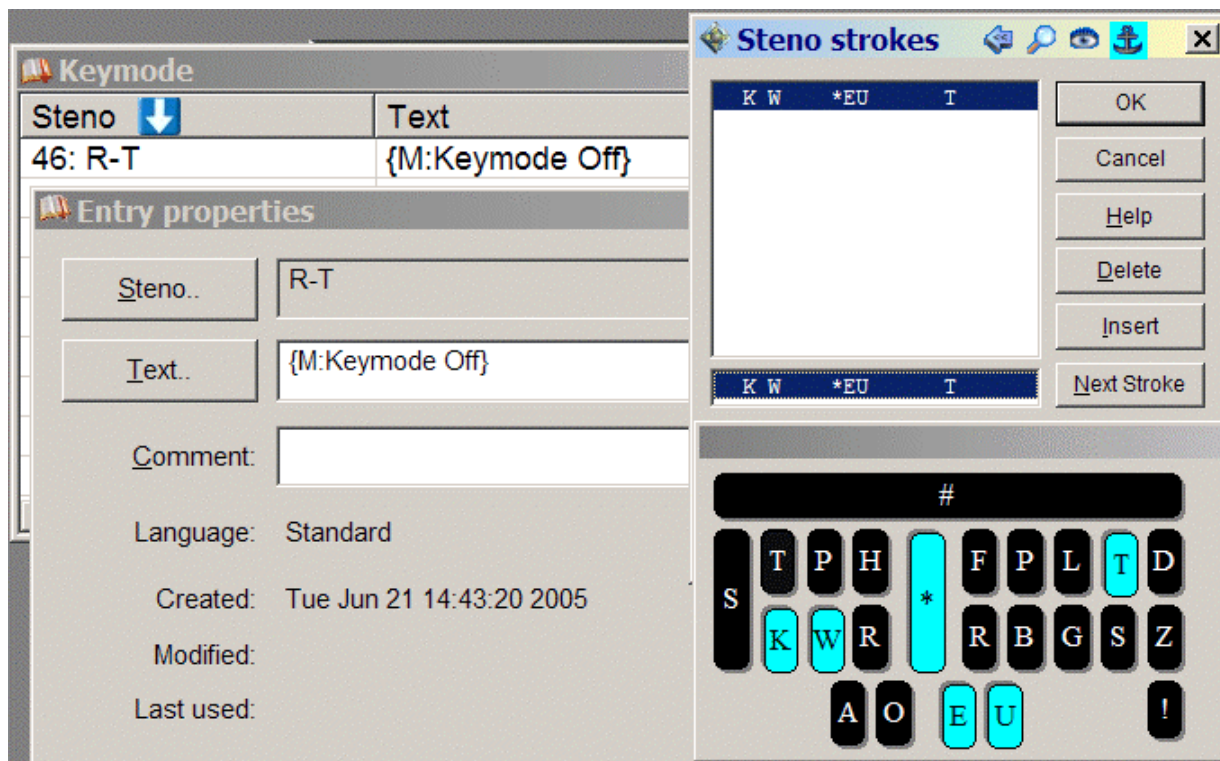 Keymode
Steno Text
46: R-T {M:Keymode Off}
Entry properties
Steno.. R-T
Text.. {M:Keymode Off}
Comment:
Language: Standard
Created: Tue Jun 21 14:43:20 2005
Modified:
Last used:
Steno strokes
K W *EU T
OK
Cancel
Help
Delete
Insert
K W *EU T
Next Stroke
#
S T P H * F P L T D
K W R R B G S Z
A O E U !